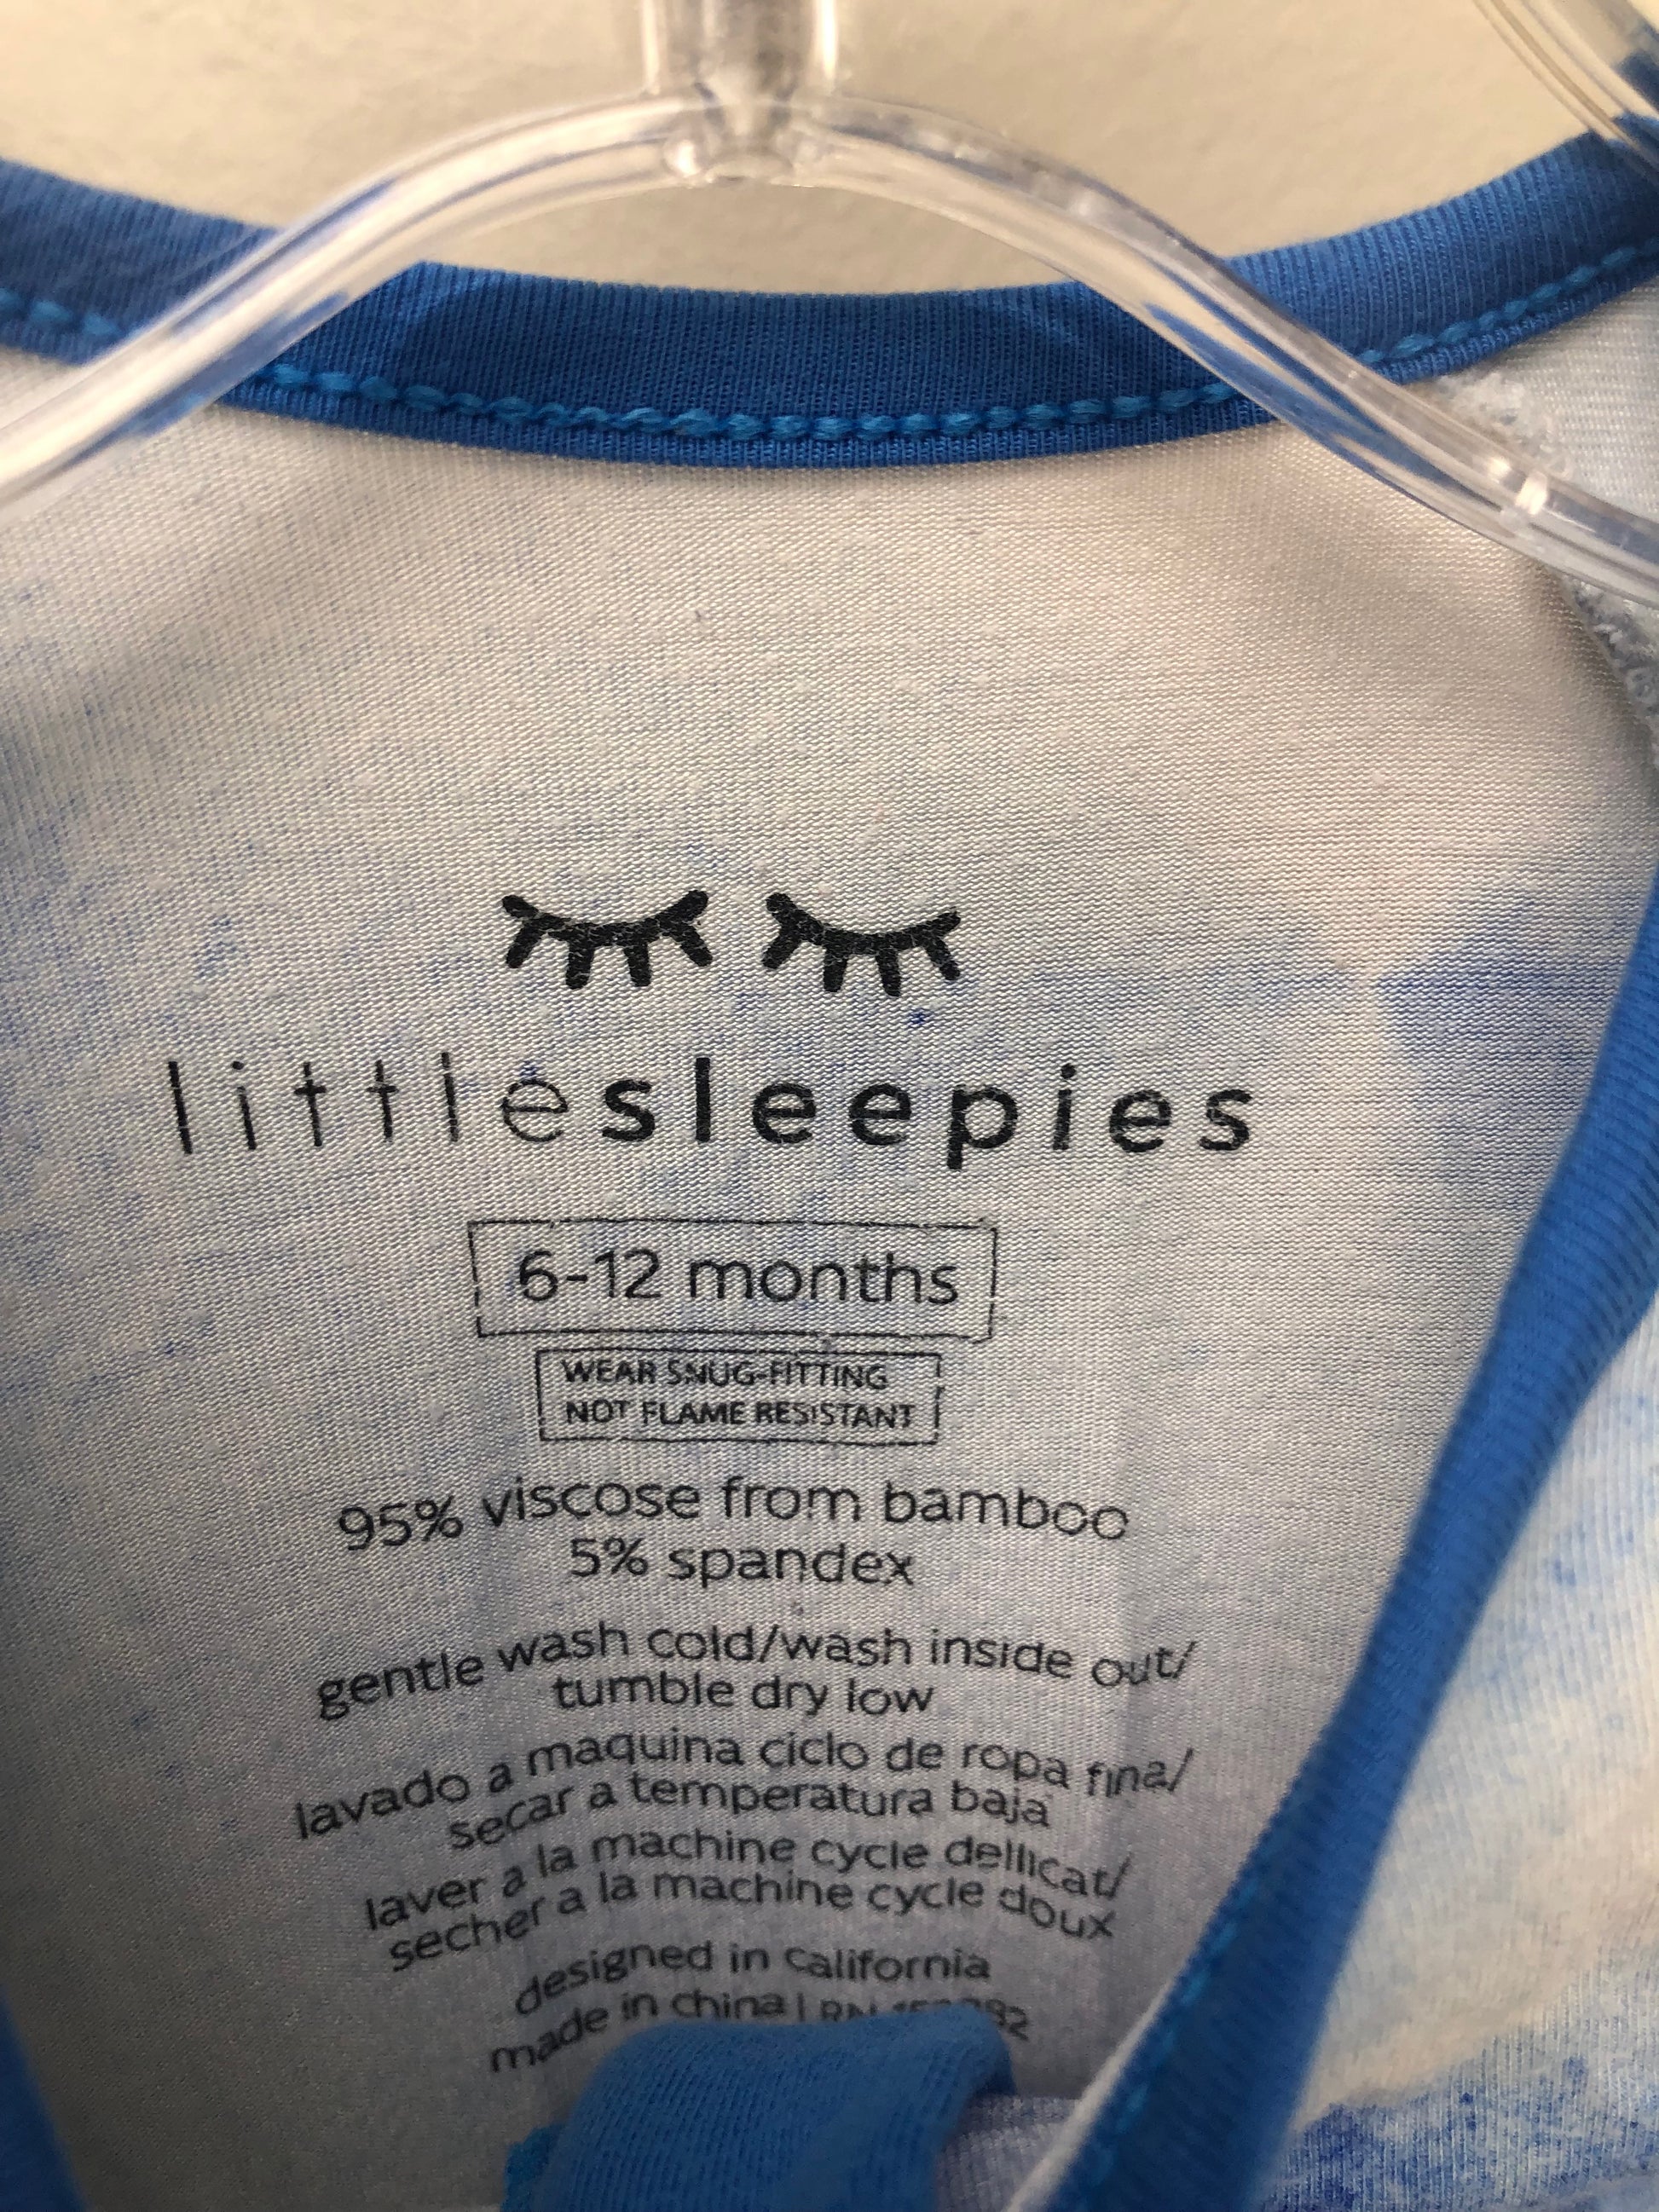 littlesleepies
6-12 months
WEAR SNUG-FITTING
NOT FLAME RESISTANT
95% viscose from bamboo
5% spandex
gentle wash cold/wash inside out/
tumble dry low
lavado a maquina ciclo de ropa fina/
secar a temperatura baja
laver a la machine cycle dellicat/
secher a la machine cycle doux
designed in california
made in china | RN